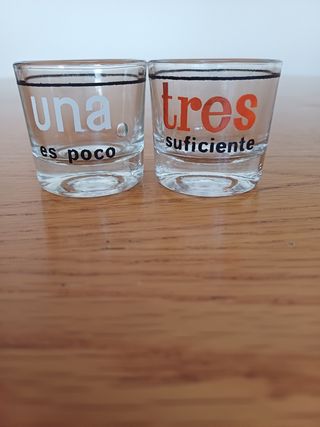 una.
es poco
tres
suficiente